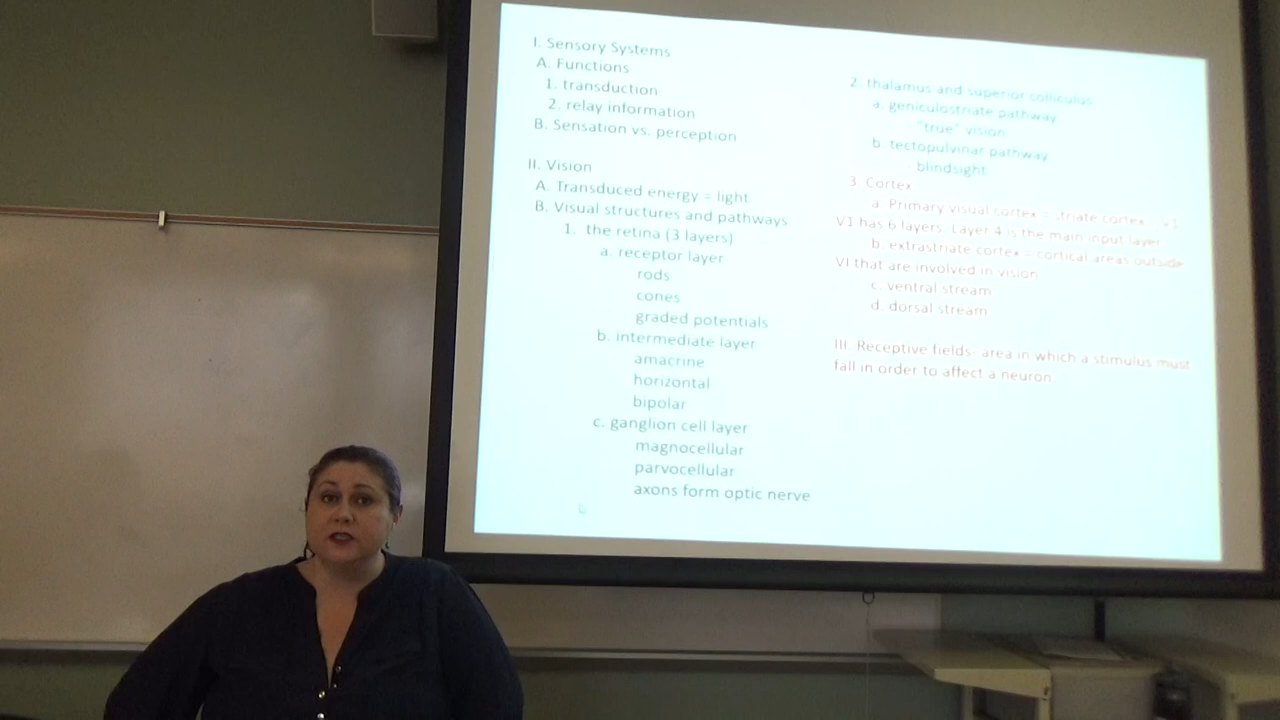 I. Sensory Systems
A. Functions
1. transduction
2. relay information
B. Sensation vs. perception
II. Vision
A. Transduced energy = light
B. Visual structures and pathways
1. the retina (3 layers)
a. receptor layer
rods
cones
graded potentials
b. intermediate layer
amacrine
horizontal
bipolar
c. ganglion cell layer
magnocellular
parvocellular
axons form optic nerve
2. thalamus and superior colliculus
a. geniculostriate pathway
"true" vision
b. tectopulvinar pathway
blindsight
3. Cortex
a. Primary visual cortex = striate cortex = v1
V1 has 6 layers. Layer 4 is the main input layer
b. extrastriate cortex = cortical areas outside
VI that are involved in vision
c. ventral stream
d. dorsal stream
III. Receptive fields- area in which a stimulus must
fall in order to affect a neuron.